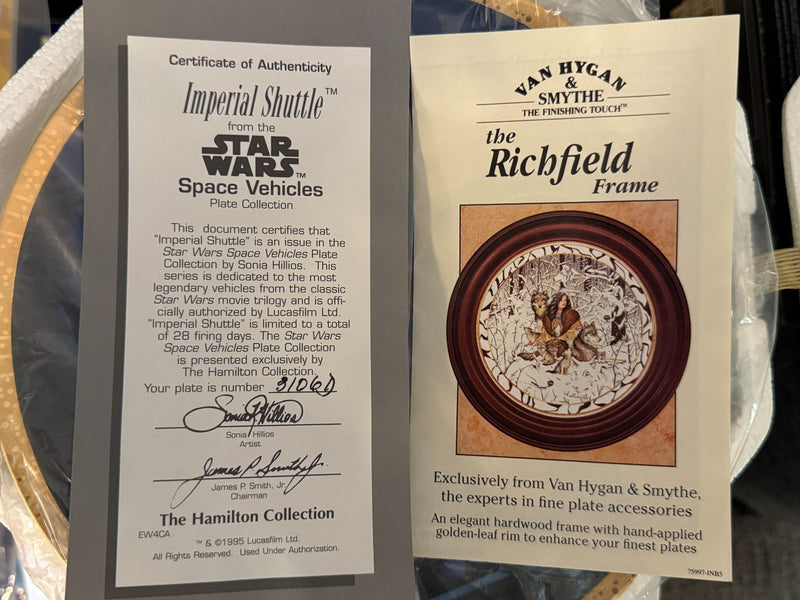 Certificate of Authenticity
Imperial Shuttle™
from the
STAR
WARS™
Space Vehicles
Plate Collection
This document certifies that
"Imperial Shuttle" is an issue in the
Star Wars Space Vehicles Plate
Collection by Sonia Hillios. This
series is dedicated to the most
legendary vehicles from the classic
Star Wars movie trilogy and is offi-
cially authorized by Lucasfilm Ltd.
"Imperial Shuttle" is limited to a total
of 28 firing days. The Star Wars
Space Vehicles Plate Collection
is presented exclusively by
The Hamilton Collection.
Your plate is number 3106D
Sonia R. Hillios
Sonia Hillios
Artist
James P. Smith, Jr.
James P. Smith, Jr.
Chairman
The Hamilton Collection
EW4CA
™ & ©1995 Lucasfilm Ltd.
All Rights Reserved. Used Under Authorization.
VAN HYGAN
&
SMYTHE
THE FINISHING TOUCH™
the
Richfield
Frame
Exclusively from Van Hygan & Smythe,
the experts in fine plate accessories
An elegant hardwood frame with hand-applied
golden-leaf rim to enhance your finest plates
75997-INB5